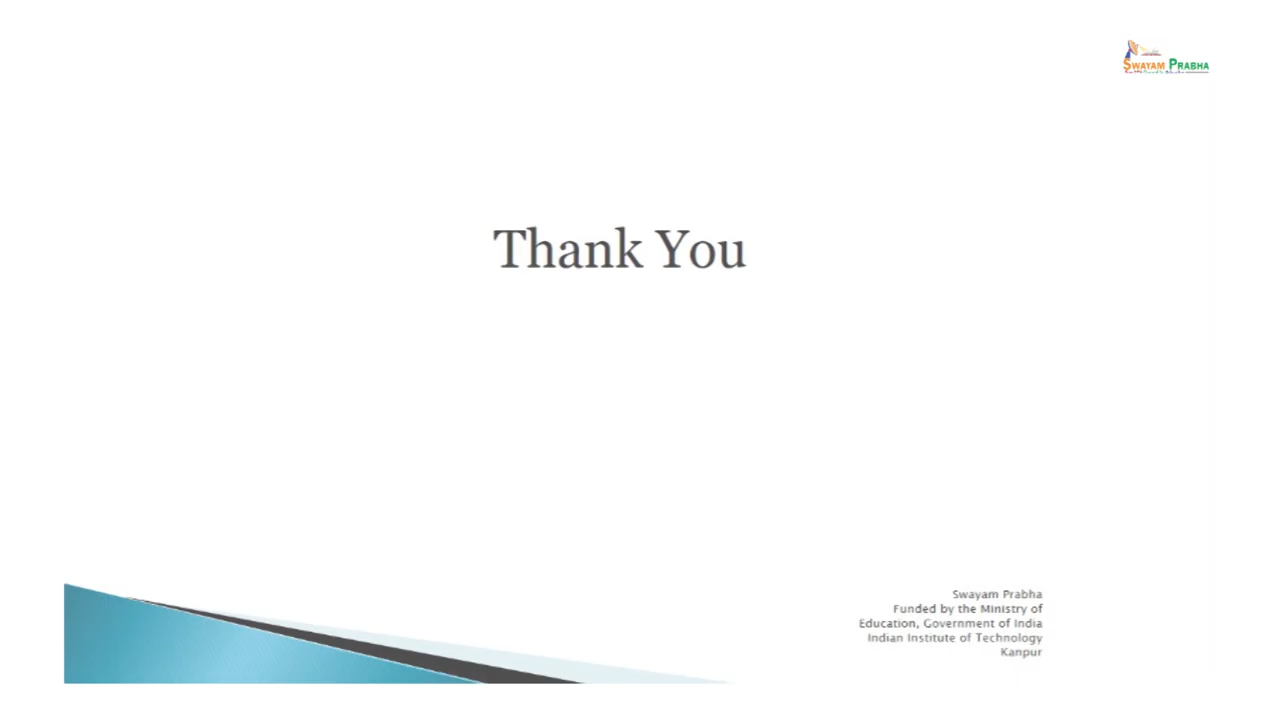 SWAYAM PRABHA
Thank You
Swayam Prabha
Funded by the Ministry of
Education, Government of India
Indian Institute of Technology
Kanpur